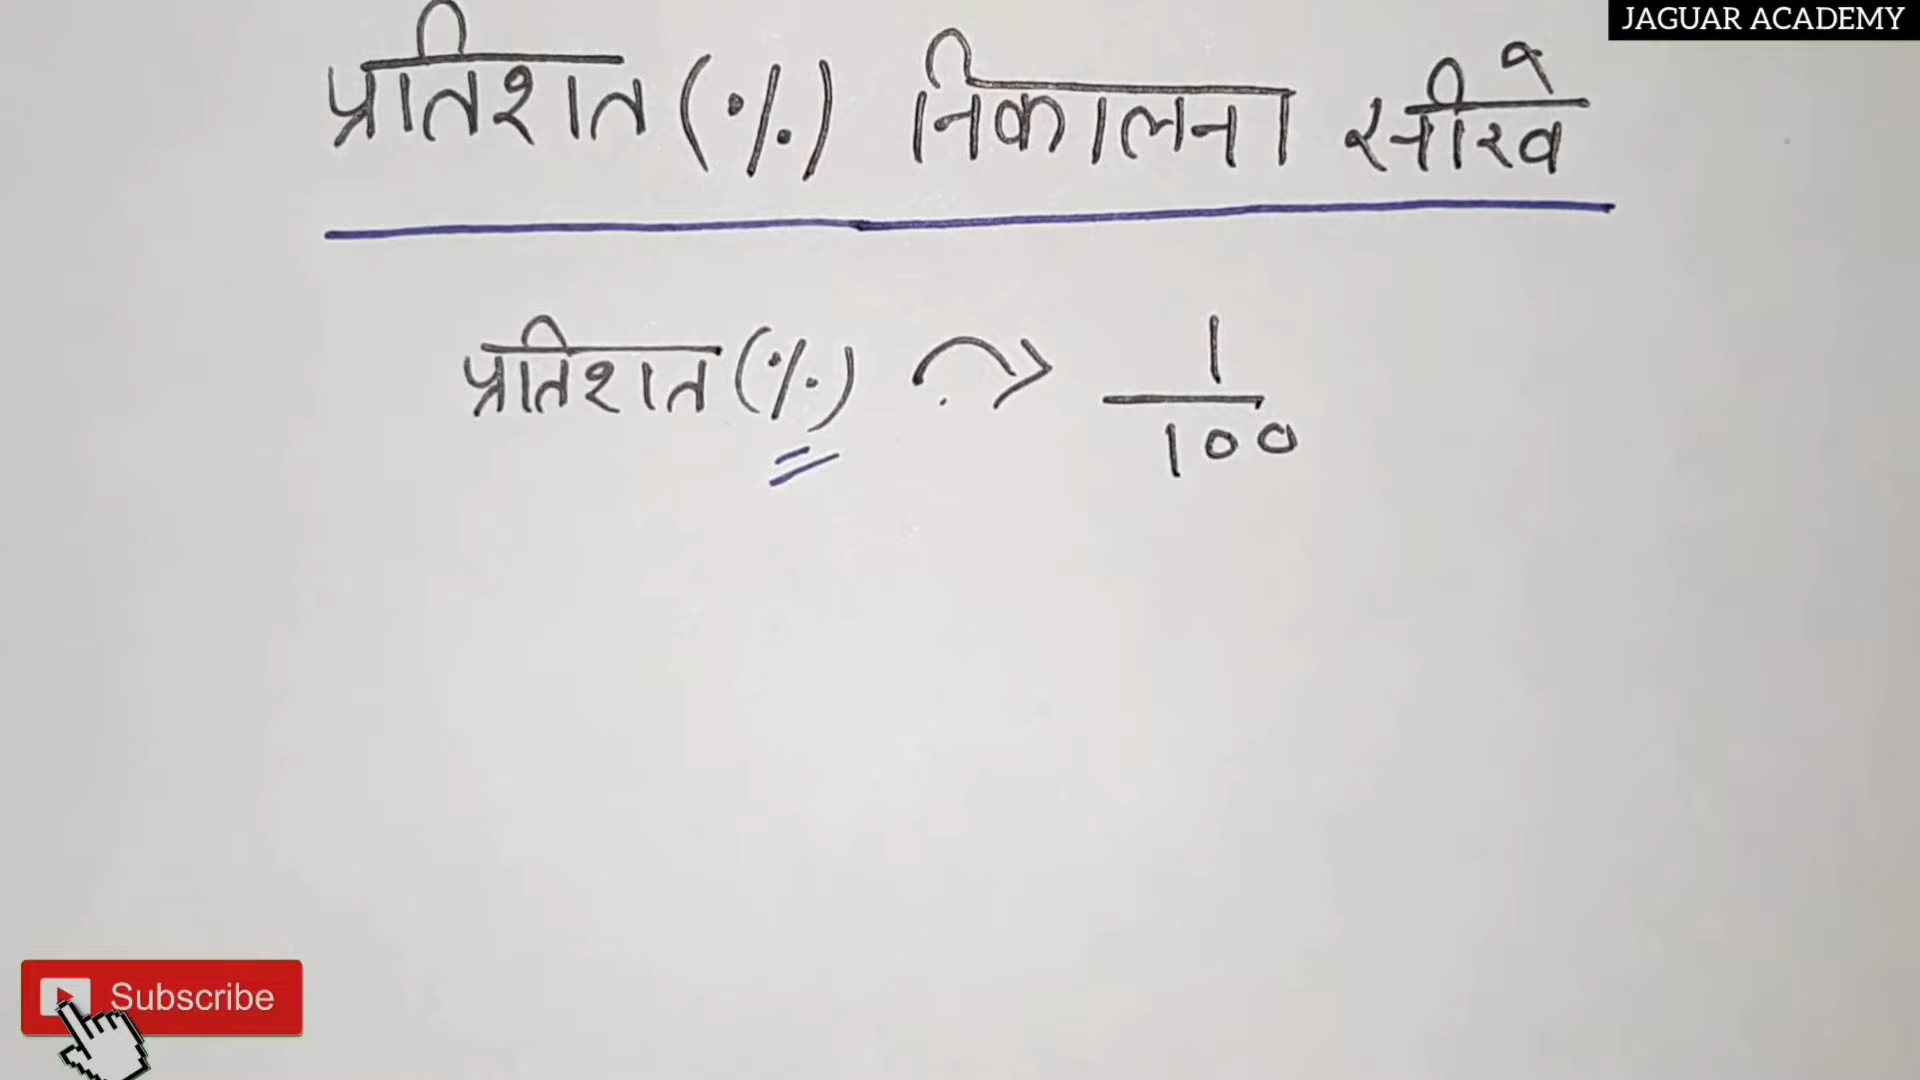 JAGUAR ACADEMY
प्रतिशत (%) निकालना सीखे
प्रतिशत (%) → 1/100
Subscribe